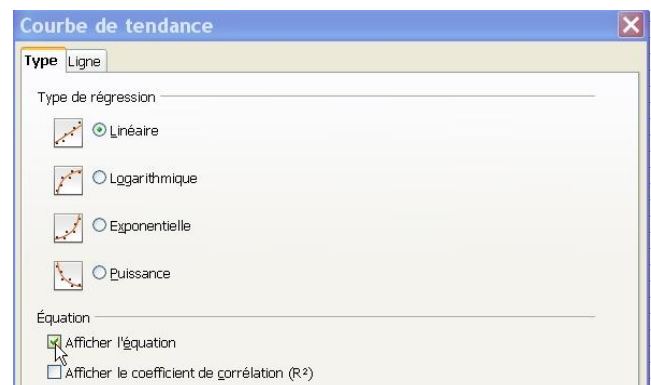 Courbe de tendance
Type Ligne
Type de régression
Linéaire
Logarithmique
Exponentielle
Puissance
Équation
Afficher l'équation
Afficher le coefficient de corrélation (R²)